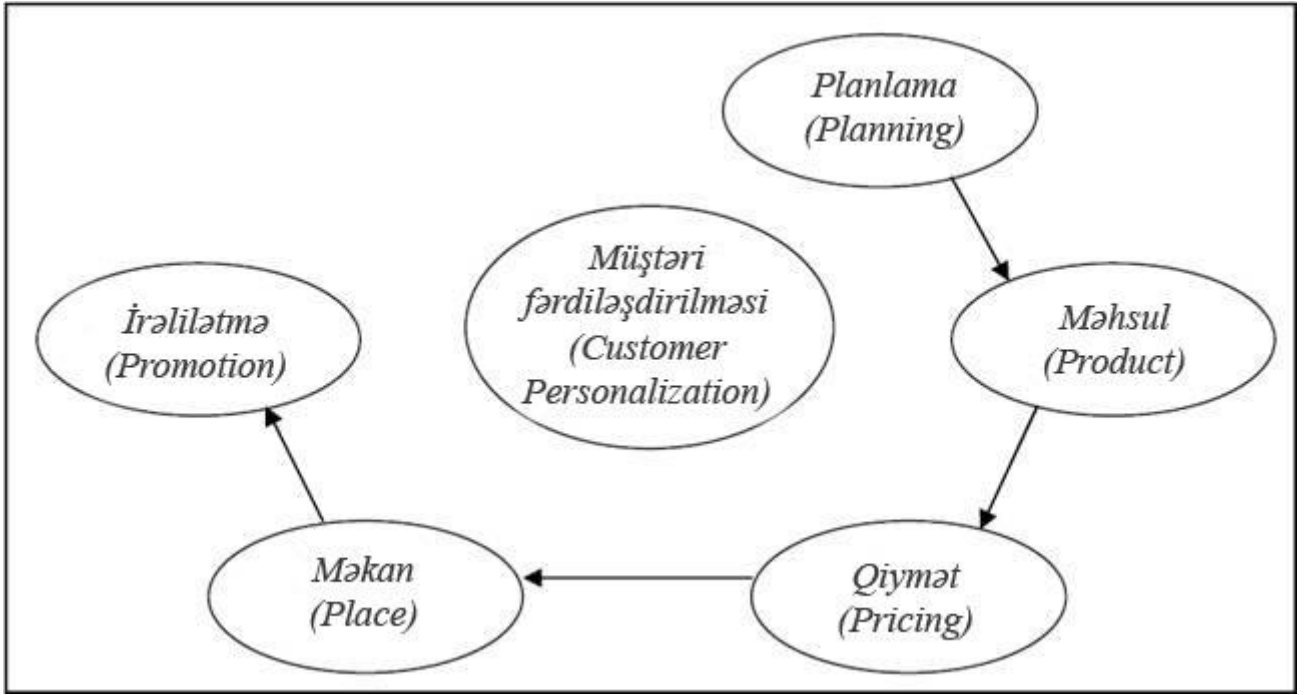 Planlama
(Planning)
Müştəri
fərdiləşdirilməsi
(Customer
Personalization)
İrəlilətmə
(Promotion)
Məhsul
(Product)
Məkan
(Place)
Qiymət
(Pricing)